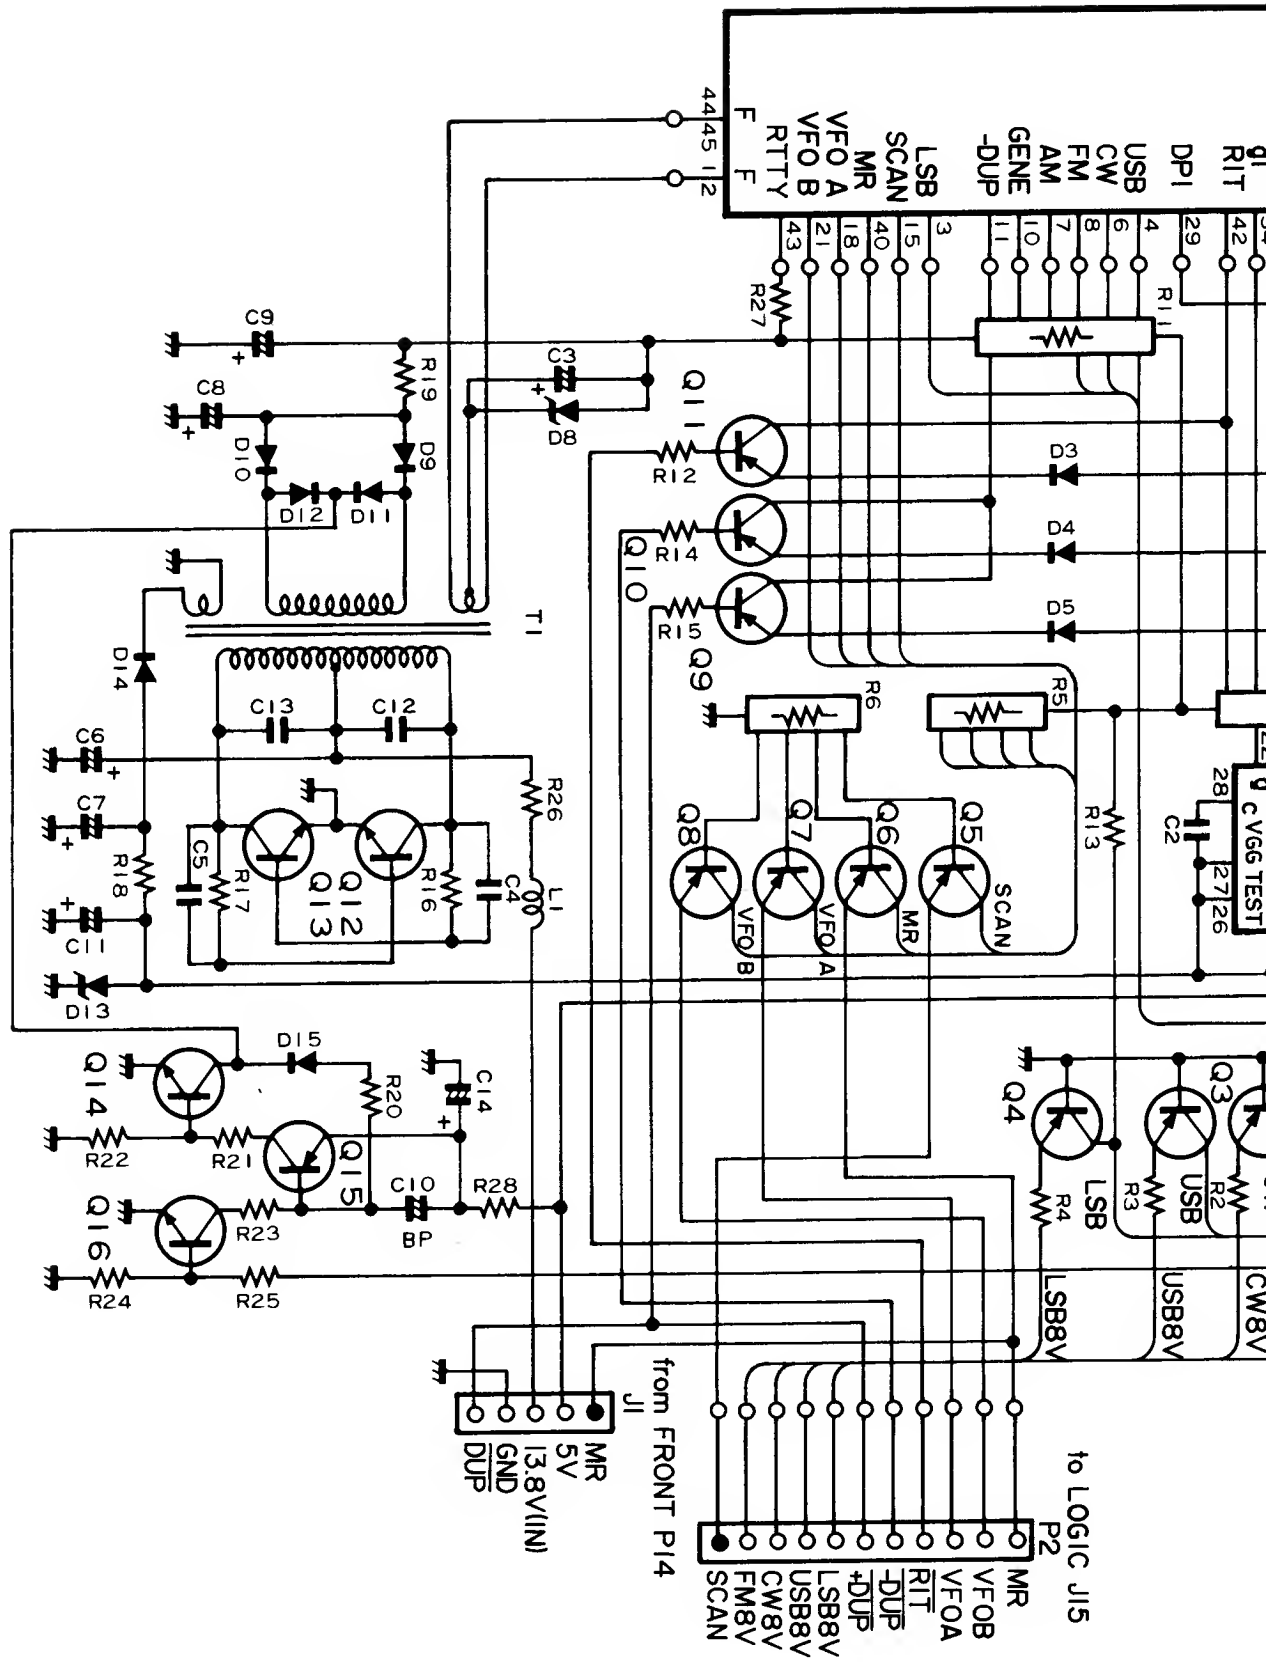 44 45
1 2
F
F
RTTY
VFO B
VFO A
MR
SCAN
LSB
-DUP
GENE
AM
FM
CW
USB
DPI
RIT
43
21
18
40
15
3
11
10
7
8
6
4
29
42
R27
R11
C9
+
R19
C3
+
D8
C8
+
D10
D9
D12
D11
Q11
R12
D3
R14
Q10
D4
R15
Q9
D5
T1
D14
C13
C12
C6
+
R26
C7
+
R18
C5
R17
Q13
Q12
R16
C4
L1
+
C11
D13
R6
R5
Q8
Q7
Q6
Q5
VFO B
VFO A
MR
SCAN
R13
C2
28
27
26
C VGG TEST
D15
Q14
R20
C14
+
R22
R21
Q15
C10
BP
R28
Q16
R23
R24
R25
Q4
Q3
LSB
R4
USB
R3
R2
LSB8V
USB8V
CW8V
J1
from FRONT P14
DUP
GND
13.8V(IN)
5V
MR
to LOGIC J15
P2
SCAN
FM8V
CW8V
USB8V
LSB8V
+DUP
-DUP
RIT
VFOA
VFOB
MR